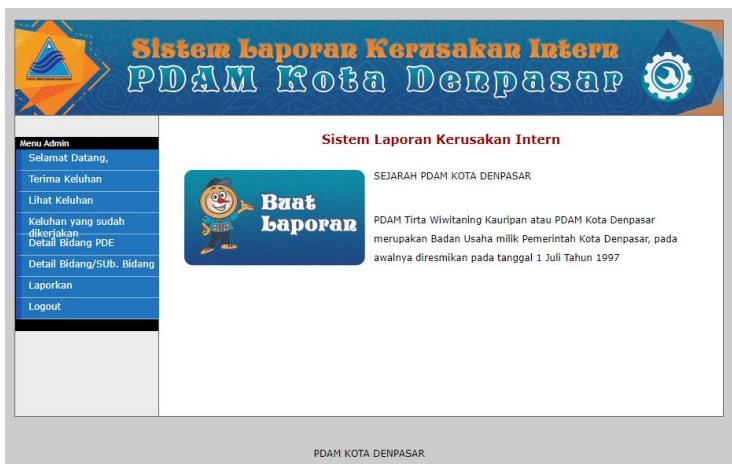 Sistem Laporan Kerusakan Intern
PDAM Kota Denpasar
Menu Admin
Selamat Datang,
Terima Keluhan
Lihat Keluhan
Keluhan yang sudah
dikerjakan
Detail Bidang PDE
Detail Bidang/SUb. Bidang
Laporkan
Logout
Sistem Laporan Kerusakan Intern
Buat
Laporan
SEJARAH PDAM KOTA DENPASAR
PDAM Tirta Wiwitaning Kauripan atau PDAM Kota Denpasar
merupakan Badan Usaha milik Pemerintah Kota Denpasar, pada
awalnya diresmikan pada tanggal 1 Juli Tahun 1997
PDAM KOTA DENPASAR